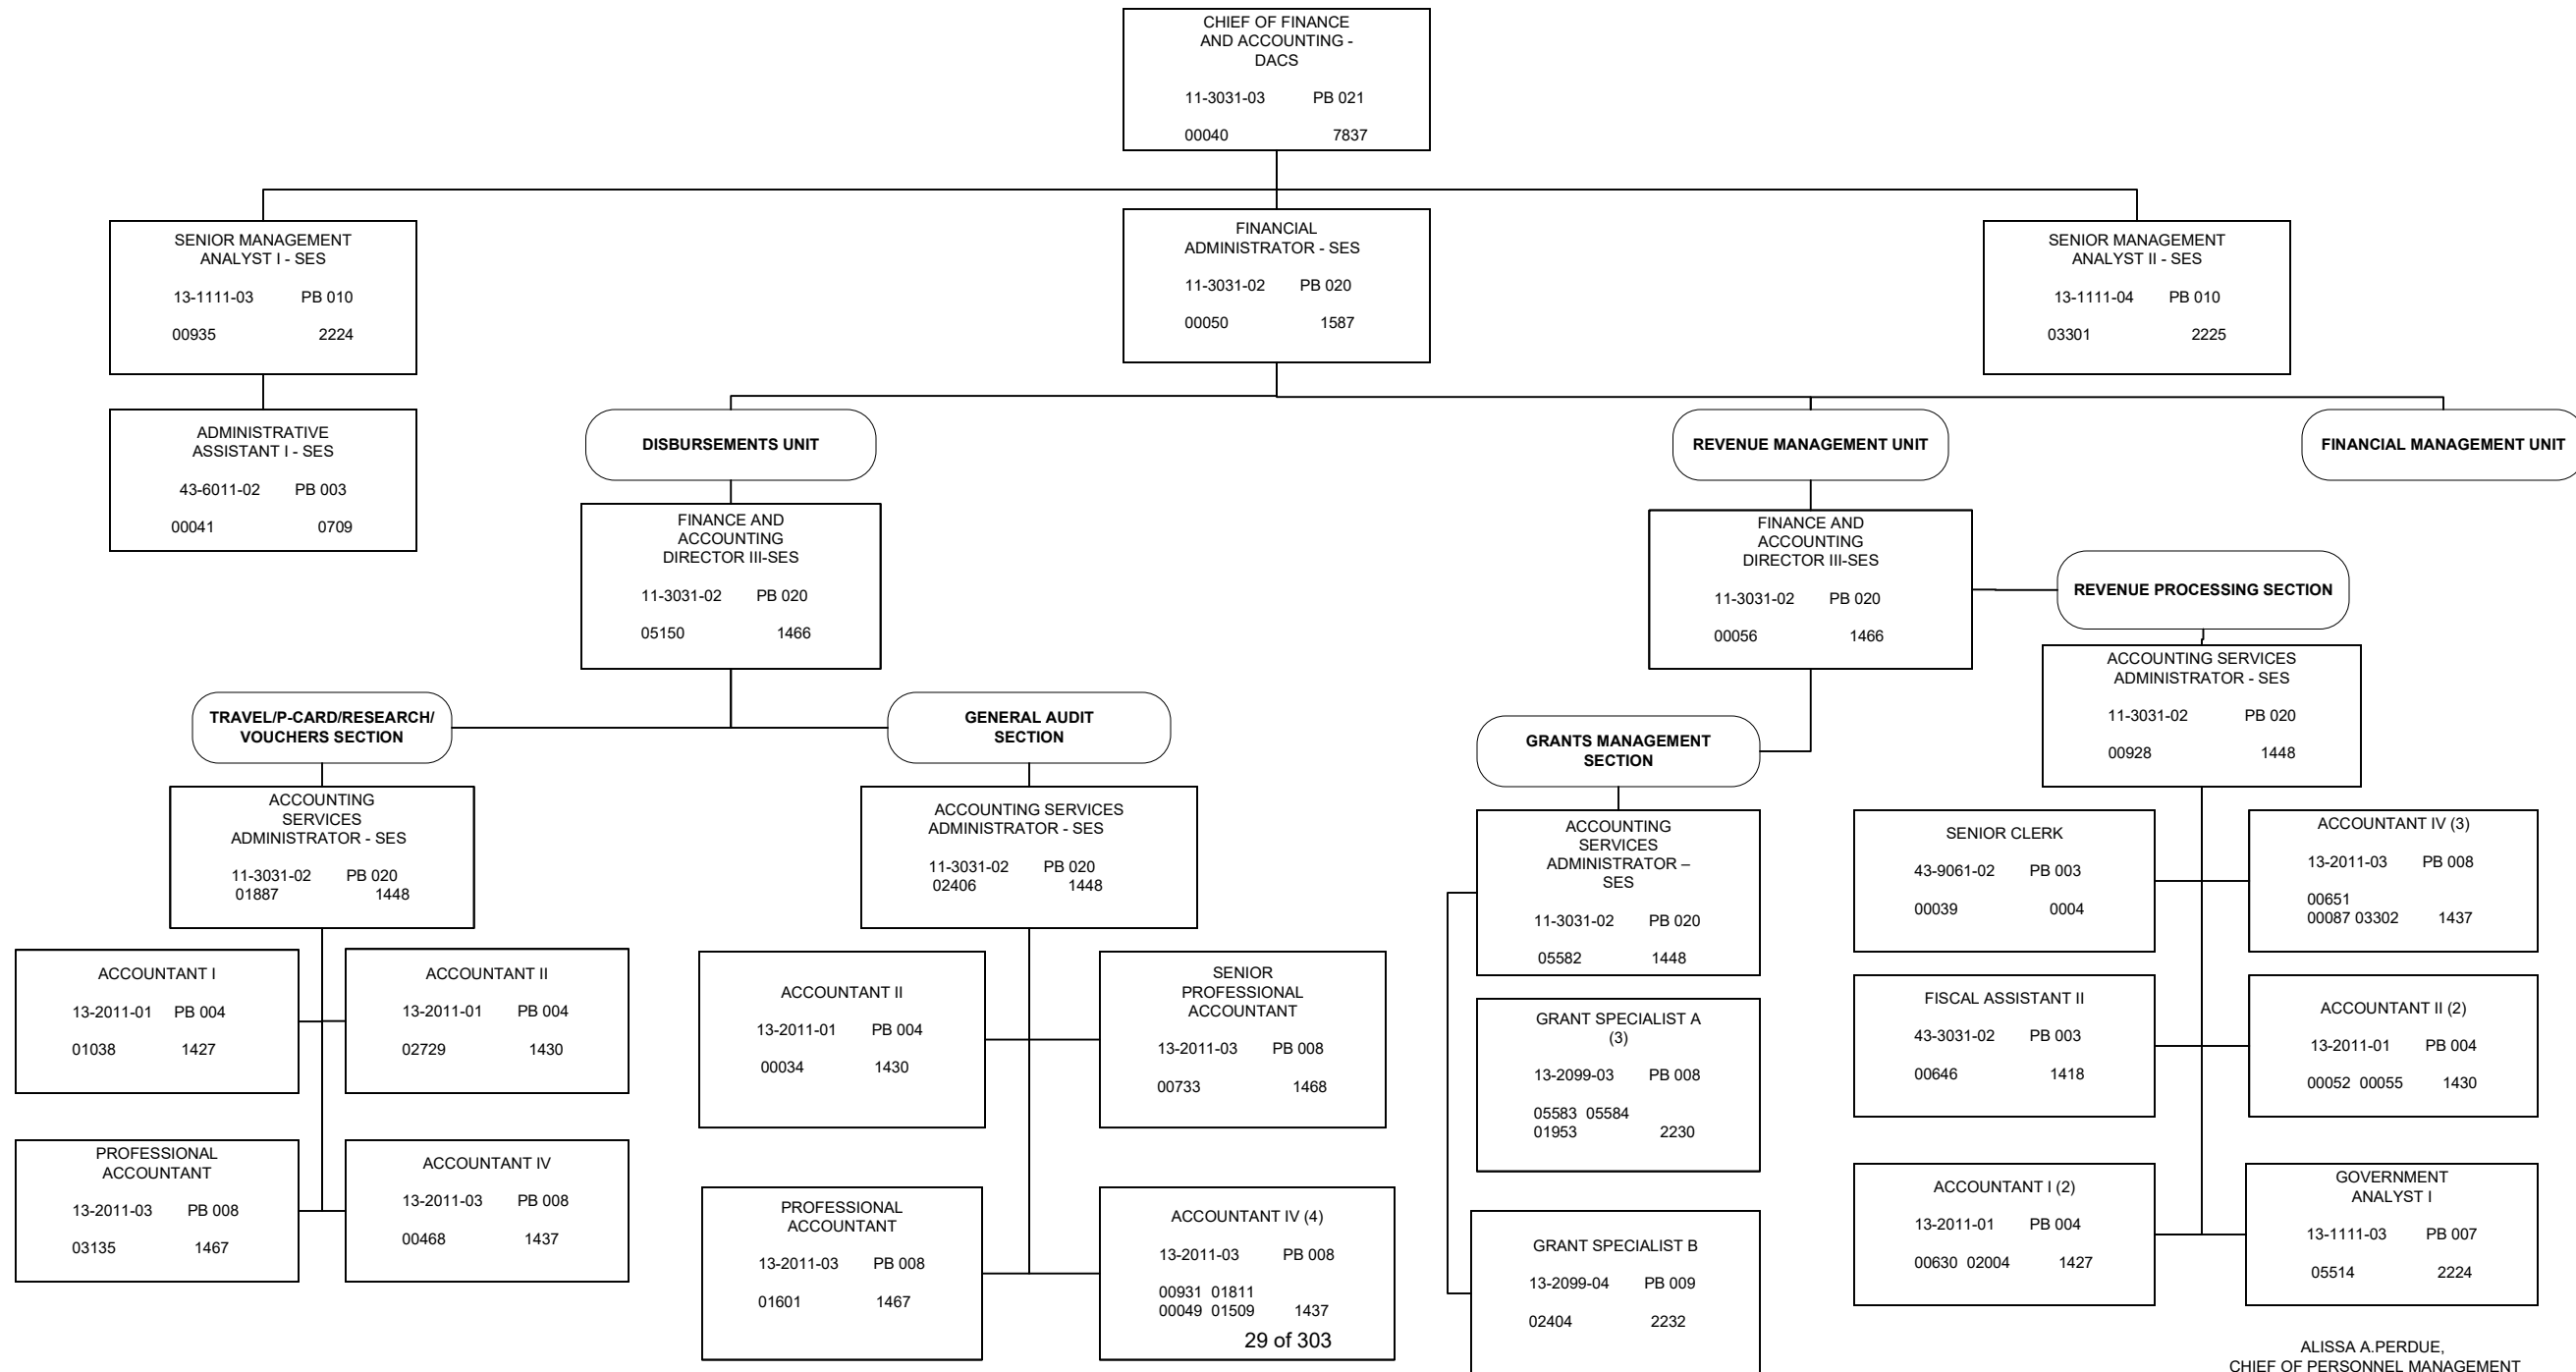 CHIEF OF FINANCE
AND ACCOUNTING -
DACS
11-3031-03 PB 021
00040 7837
SENIOR MANAGEMENT
ANALYST I - SES
13-1111-03 PB 010
00935 2224
FINANCIAL
ADMINISTRATOR - SES
11-3031-02 PB 020
00050 1587
SENIOR MANAGEMENT
ANALYST II - SES
13-1111-04 PB 010
03301 2225
ADMINISTRATIVE
ASSISTANT I - SES
43-6011-02 PB 003
00041 0709
DISBURSEMENTS UNIT
REVENUE MANAGEMENT UNIT
FINANCIAL MANAGEMENT UNIT
FINANCE AND
ACCOUNTING
DIRECTOR III-SES
11-3031-02 PB 020
05150 1466
FINANCE AND
ACCOUNTING
DIRECTOR III-SES
11-3031-02 PB 020
00056 1466
REVENUE PROCESSING SECTION
ACCOUNTING SERVICES
ADMINISTRATOR - SES
11-3031-02 PB 020
00928 1448
TRAVEL/P-CARD/RESEARCH/
VOUCHERS SECTION
GENERAL AUDIT
SECTION
GRANTS MANAGEMENT
SECTION
ACCOUNTING
SERVICES
ADMINISTRATOR - SES
11-3031-02 PB 020
01887 1448
ACCOUNTING SERVICES
ADMINISTRATOR - SES
11-3031-02 PB 020
02406 1448
ACCOUNTING
SERVICES
ADMINISTRATOR –
SES
11-3031-02 PB 020
05582 1448
SENIOR CLERK
43-9061-02 PB 003
00039 0004
ACCOUNTANT IV (3)
13-2011-03 PB 008
00651
00087 03302 1437
ACCOUNTANT I
13-2011-01 PB 004
01038 1427
ACCOUNTANT II
13-2011-01 PB 004
02729 1430
ACCOUNTANT II
13-2011-01 PB 004
00034 1430
SENIOR
PROFESSIONAL
ACCOUNTANT
13-2011-03 PB 008
00733 1468
GRANT SPECIALIST A
(3)
13-2099-03 PB 008
05583 05584
01953 2230
FISCAL ASSISTANT II
43-3031-02 PB 003
00646 1418
ACCOUNTANT II (2)
13-2011-01 PB 004
00052 00055 1430
PROFESSIONAL
ACCOUNTANT
13-2011-03 PB 008
03135 1467
ACCOUNTANT IV
13-2011-03 PB 008
00468 1437
PROFESSIONAL
ACCOUNTANT
13-2011-03 PB 008
01601 1467
ACCOUNTANT IV (4)
13-2011-03 PB 008
00931 01811
00049 01509 1437
GRANT SPECIALIST B
13-2099-04 PB 009
02404 2232
ACCOUNTANT I (2)
13-2011-01 PB 004
00630 02004 1427
GOVERNMENT
ANALYST I
13-1111-03 PB 007
05514 2224
29 of 303
ALISSA A.PERDUE,
CHIEF OF PERSONNEL MANAGEMENT